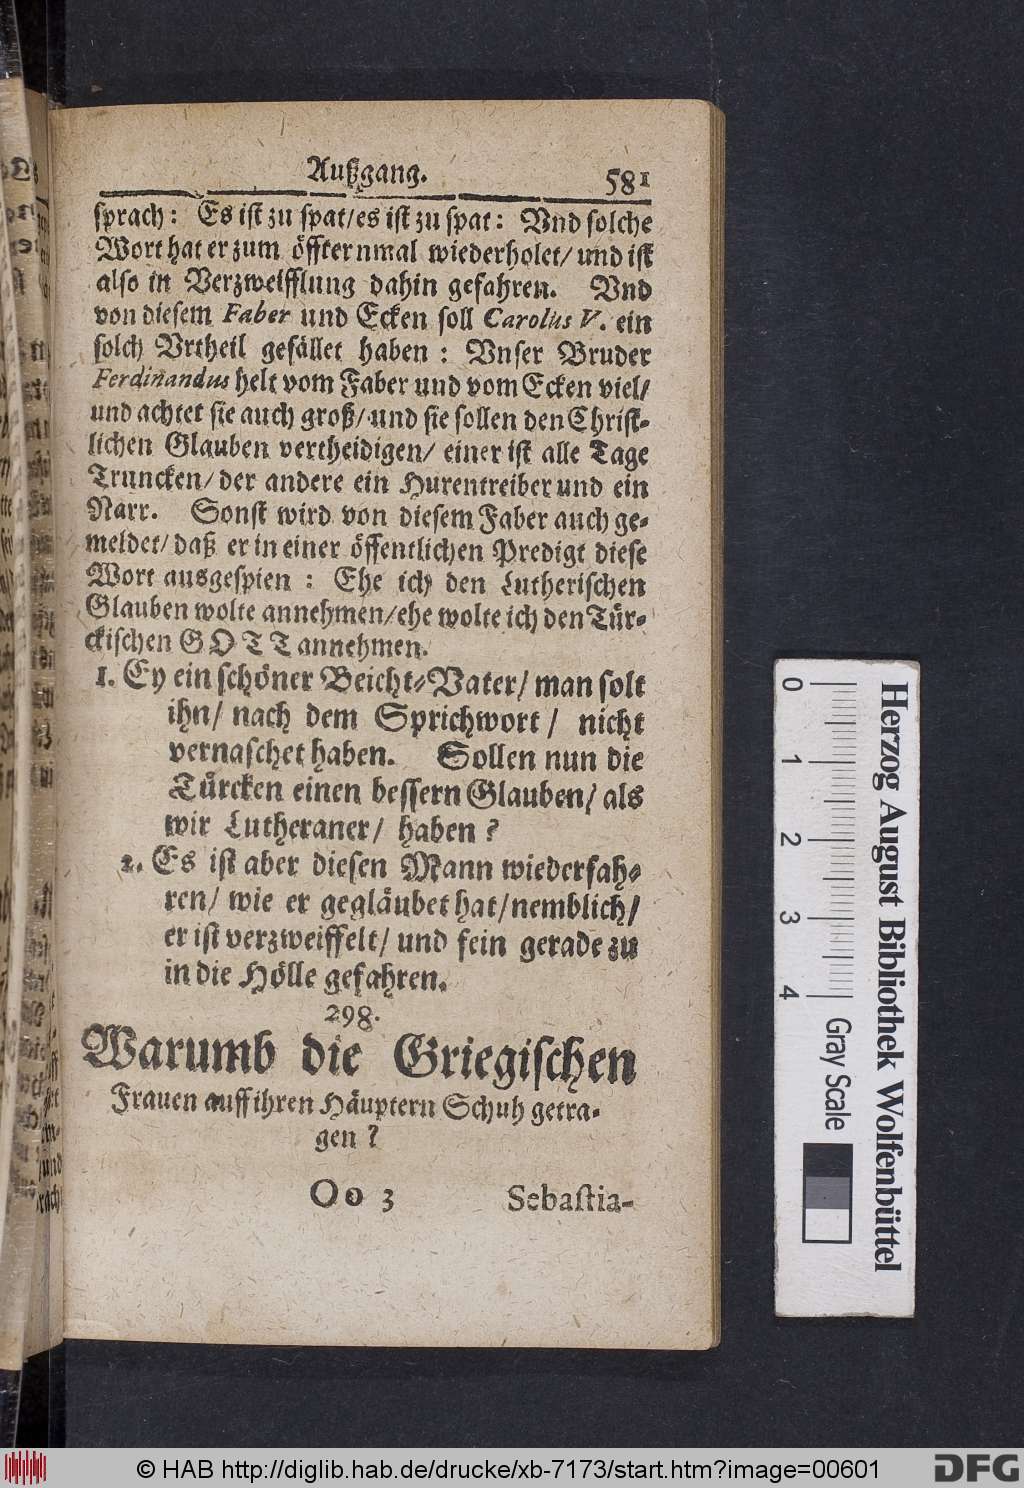 Außgang.
581
sprach: Es ist zu spat/es ist zu spat: Vnd solche
Wort hat er zum öffternmal wiederholet/ und ist
also in Verzweifflung dahin gefahren. Vnd
von diesem Faber und Ecken soll Carolus V. ein
solch Vrtheil gefället haben: Vnser Bruder
Ferdinandus helt vom Faber und vom Ecken viel/
und achtet sie auch groß/ und sie sollen den Christ-
lichen Glauben vertheidigen/ einer ist alle Tage
Truncken/ der andere ein Hurentreiber und ein
Narr. Sonst wird von diesem Faber auch ge-
meldet/ daß er in einer öffentlichen Predigt diese
Wort ausgespien: Ehe ich den Lutherischen
Glauben wolte annehmen/ehe wolte ich den Tür-
ckischen GOTT annehmen.
1. Ey ein schöner Beicht-Vater/ man solt
ihn/ nach dem Sprichwort/ nicht
vernaschet haben. Sollen nun die
Türcken einen bessern Glauben/ als
wir Lutheraner/ haben?
2. Es ist aber diesen Mann wiederfah-
ren/ wie er gegläubet hat/nemblich/
er ist verzweiffelt/ und fein gerade zu
in die Hölle gefahren.
298.
Warumb die Griegischen
Frauen auff ihren Häuptern Schuh getra-
gen?
Oo 3
Sebastia-
0 1 2 3 4
Gray Scale
Herzog August Bibliothek Wolfenbüttel
© HAB http://diglib.hab.de/drucke/xb-7173/start.htm?image=00601
DFG